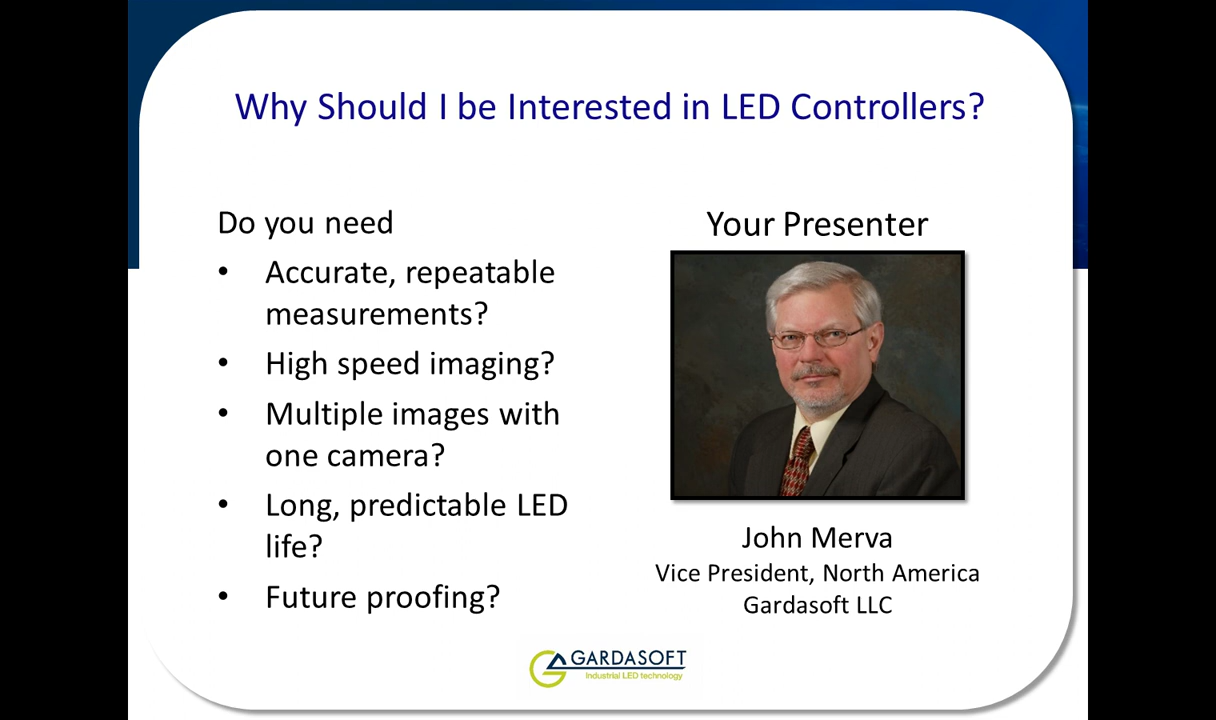 Why Should I be Interested in LED Controllers?
Do you need
• Accurate, repeatable
measurements?
• High speed imaging?
• Multiple images with
one camera?
• Long, predictable LED
life?
• Future proofing?
Your Presenter
John Merva
Vice President, North America
Gardasoft LLC
GARDASOFT
Industrial LED technology